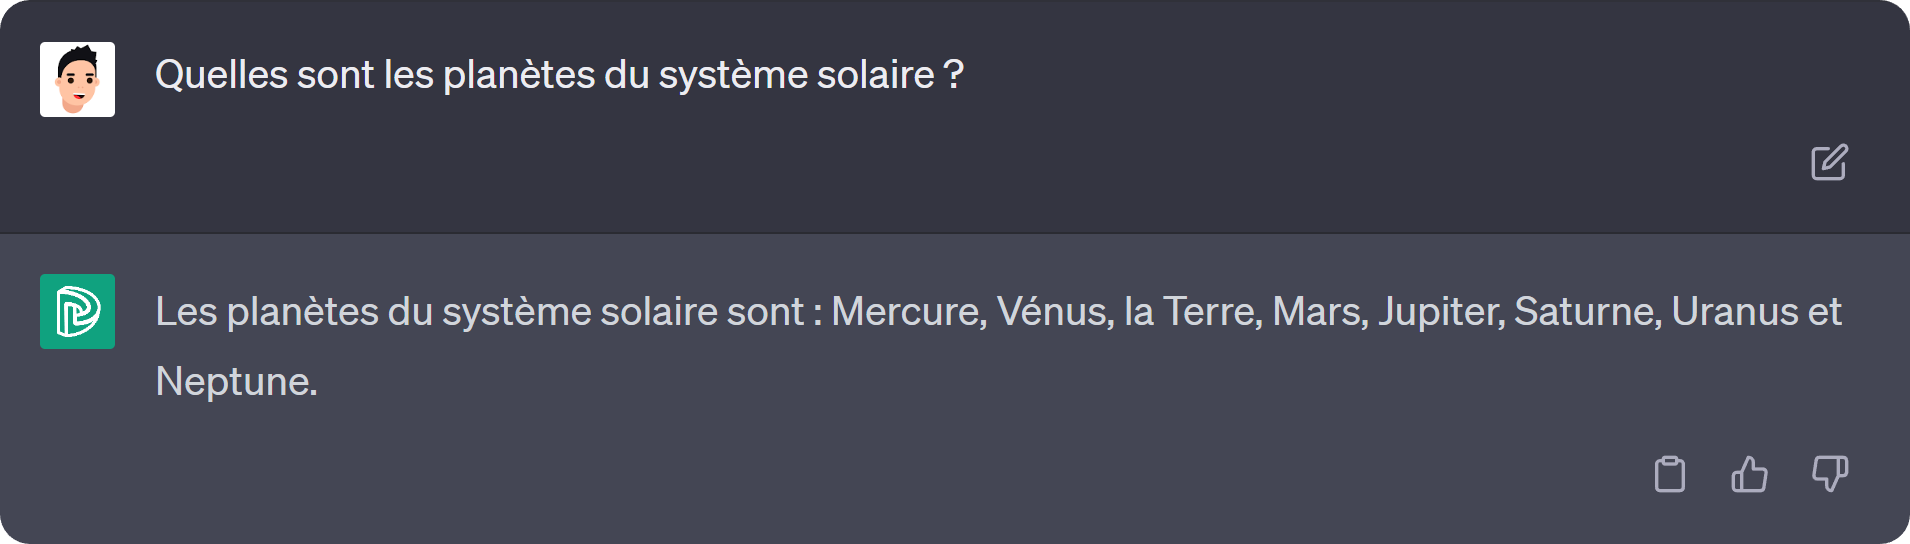 Quelles sont les planètes du système solaire ?
Les planètes du système solaire sont : Mercure, Vénus, la Terre, Mars, Jupiter, Saturne, Uranus et
Neptune.